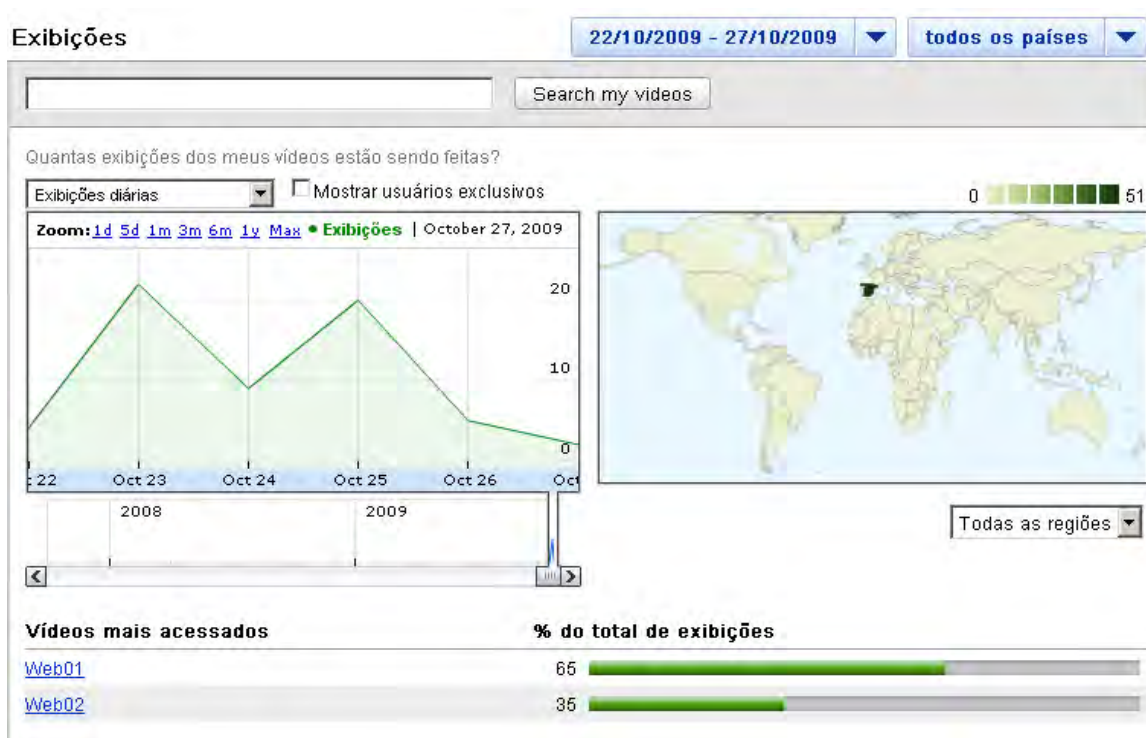 Exibições 22/10/2009 - 27/10/2009 todos os países
Search my videos
Quantas exibições dos meus vídeos estão sendo feitas?
Exibições diárias Mostrar usuários exclusivos
0 51
Zoom: 1d 5d 1m 3m 6m 1y Max • Exibições | October 27, 2009
20
10
0
: 22 Oct 23 Oct 24 Oct 25 Oct 26 Oct
2008 2009
Todas as regiões
Vídeos mais acessados % do total de exibições
Web01 65
Web02 35